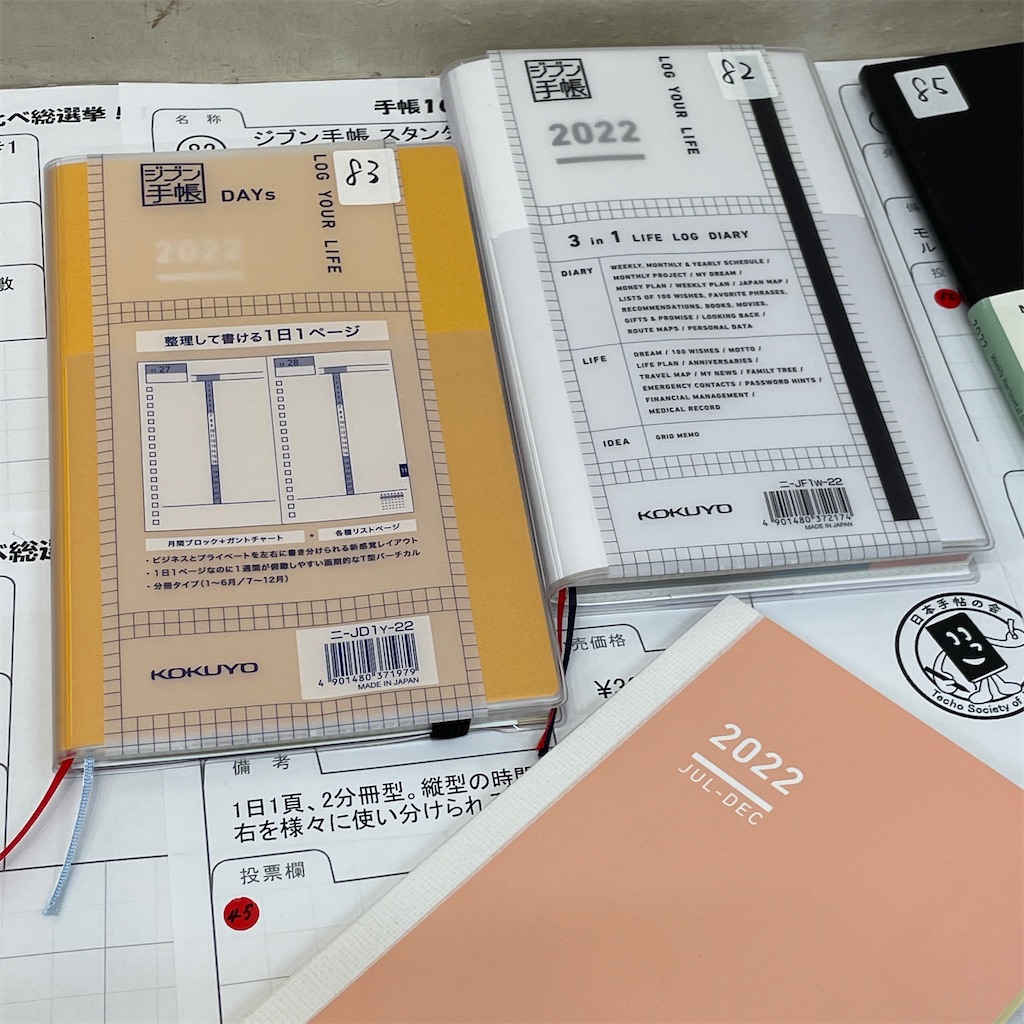 べ総選挙！
名 称
ジブン手帳 スタンダ
ジブン
手帳
DAYs
LOG YOUR LIFE
83
2022
整理して書ける1日1ページ
27
28
11
月間ブロック+ガントチャート
+
各種リストページ
・ビジネスとプライベートを左右に書き分けられる新感覚レイアウト
・1日1ページなのに1週間が俯瞰しやすい画期的なT型バーチカル
・分冊タイプ(1～6月／7～12月)
ニ-JD1Y-22
4 901480 371979
MADE IN JAPAN
KOKUYO
ジブン
手帳
LOG YOUR LIFE
82
2022
3 in 1 LIFE LOG DIARY
DIARY
WEEKLY, MONTHLY & YEARLY SCHEDULE /
MONTHLY PROJECT / MY DREAM /
MONEY PLAN / WEEKLY PLAN / JAPAN MAP /
LISTS OF 100 WISHES, FAVORITE PHRASES,
RECOMMENDATIONS, BOOKS, MOVIES,
GIFTS & PROMISE / LOOKING BACK /
ROUTE MAPS / PERSONAL DATA
LIFE
DREAM / 100 WISHES / MOTTO /
LIFE PLAN / ANNIVERSARIES /
TRAVEL MAP / MY NEWS / FAMILY TREE /
EMERGENCY CONTACTS / PASSWORD HINTS /
FINANCIAL MANAGEMENT /
MEDICAL RECORD
IDEA
GRID MEMO
KOKUYO
ニ-JF1W-22
4 901480 372174
MADE IN JAPAN
85
2022
売価格
日本手帖の会
Techo Society of
2022
JUL-DEC
備 考
1日1頁、2分冊型。縦型の時間
右を様々に使い分けられ
投票欄
45